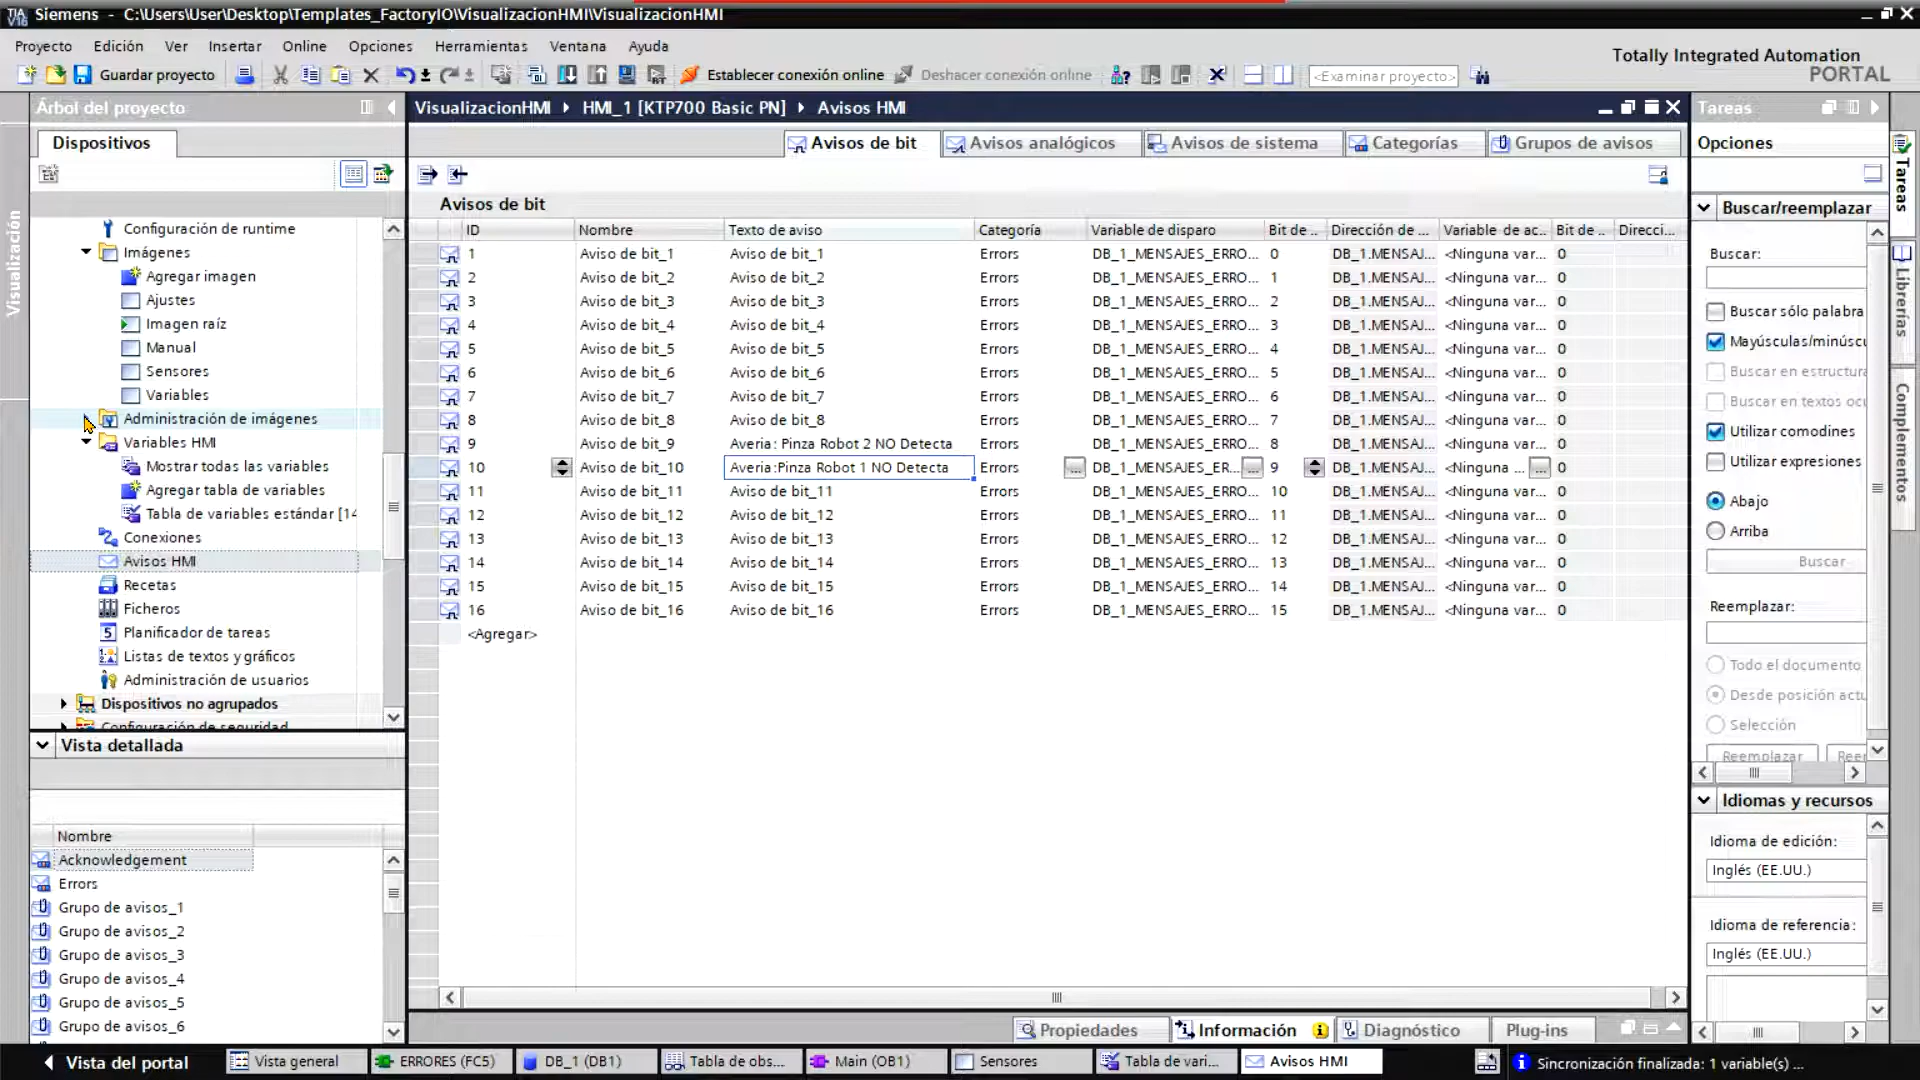 Siemens - C:\Users\User\Desktop\Templates_FactoryIO\VisualizacionHMI\VisualizacionHMI
Proyecto Edición Ver Insertar Online Opciones Herramientas Ventana Ayuda
Totally Integrated Automation
PORTAL
Guardar proyecto Establecer conexión online Deshacer conexión online <Examinar proyecto>
Árbol del proyecto
VisualizacionHMI HMI_1 [KTP700 Basic PN] Avisos HMI
Tareas
Dispositivos
Avisos de bit Avisos analógicos Avisos de sistema Categorías Grupos de avisos
Opciones
Visualización
Configuración de runtime
Imágenes
Agregar imagen
Ajustes
Imagen raíz
Manual
Sensores
Variables
Administración de imágenes
Variables HMI
Mostrar todas las variables
Agregar tabla de variables
Tabla de variables estándar [14
Conexiones
Avisos HMI
Recetas
Ficheros
Planificador de tareas
Listas de textos y gráficos
Administración de usuarios
Dispositivos no agrupados
Configuración de seguridad
Vista detallada
Nombre
Acknowledgement
Errors
Grupo de avisos_1
Grupo de avisos_2
Grupo de avisos_3
Grupo de avisos_4
Grupo de avisos_5
Grupo de avisos_6
Avisos de bit
ID Nombre Texto de aviso Categoría Variable de disparo Bit de .. Dirección de ... Variable de ac.. Bit de .. Direcci...
1 Aviso de bit_1 Aviso de bit_1 Errors DB_1_MENSAJES_ERRO... 0 DB_1.MENSAJ... <Ninguna var... 0
2 Aviso de bit_2 Aviso de bit_2 Errors DB_1_MENSAJES_ERRO... 1 DB_1.MENSAJ... <Ninguna var... 0
3 Aviso de bit_3 Aviso de bit_3 Errors DB_1_MENSAJES_ERRO... 2 DB_1.MENSAJ... <Ninguna var... 0
4 Aviso de bit_4 Aviso de bit_4 Errors DB_1_MENSAJES_ERRO... 3 DB_1.MENSAJ... <Ninguna var... 0
5 Aviso de bit_5 Aviso de bit_5 Errors DB_1_MENSAJES_ERRO... 4 DB_1.MENSAJ... <Ninguna var... 0
6 Aviso de bit_6 Aviso de bit_6 Errors DB_1_MENSAJES_ERRO... 5 DB_1.MENSAJ... <Ninguna var... 0
7 Aviso de bit_7 Aviso de bit_7 Errors DB_1_MENSAJES_ERRO... 6 DB_1.MENSAJ... <Ninguna var... 0
8 Aviso de bit_8 Aviso de bit_8 Errors DB_1_MENSAJES_ERRO... 7 DB_1.MENSAJ... <Ninguna var... 0
9 Aviso de bit_9 Averia: Pinza Robot 2 NO Detecta Errors DB_1_MENSAJES_ERRO... 8 DB_1.MENSAJ... <Ninguna var... 0
10 Aviso de bit_10 Averia:Pinza Robot 1 NO Detecta Errors ... DB_1_MENSAJES_ER... ... 9 DB_1.MENSAJ... <Ninguna ... ... 0
11 Aviso de bit_11 Aviso de bit_11 Errors DB_1_MENSAJES_ERRO... 10 DB_1.MENSAJ... <Ninguna var... 0
12 Aviso de bit_12 Aviso de bit_12 Errors DB_1_MENSAJES_ERRO... 11 DB_1.MENSAJ... <Ninguna var... 0
13 Aviso de bit_13 Aviso de bit_13 Errors DB_1_MENSAJES_ERRO... 12 DB_1.MENSAJ... <Ninguna var... 0
14 Aviso de bit_14 Aviso de bit_14 Errors DB_1_MENSAJES_ERRO... 13 DB_1.MENSAJ... <Ninguna var... 0
15 Aviso de bit_15 Aviso de bit_15 Errors DB_1_MENSAJES_ERRO... 14 DB_1.MENSAJ... <Ninguna var... 0
16 Aviso de bit_16 Aviso de bit_16 Errors DB_1_MENSAJES_ERRO... 15 DB_1.MENSAJ... <Ninguna var... 0
<Agregar>
Propiedades Información Diagnóstico Plug-ins
Buscar/reemplazar
Buscar:
Buscar sólo palabra
Mayúsculas/minúscu
Buscar en estructura
Buscar en textos ocu
Utilizar comodines
Utilizar expresiones
Abajo
Arriba
Buscar
Reemplazar:
Todo el documento
Desde posición actu
Selección
Reemplazar Reer
Idiomas y recursos
Idioma de edición:
Inglés (EE.UU.)
Idioma de referencia:
Inglés (EE.UU.)
Tareas
Librerías
Complementos
Vista del portal Vista general ERRORES (FC5) DB_1 (DB1) Tabla de obs... Main (OB1) Sensores Tabla de vari... Avisos HMI Sincronización finalizada: 1 variable(s) ...